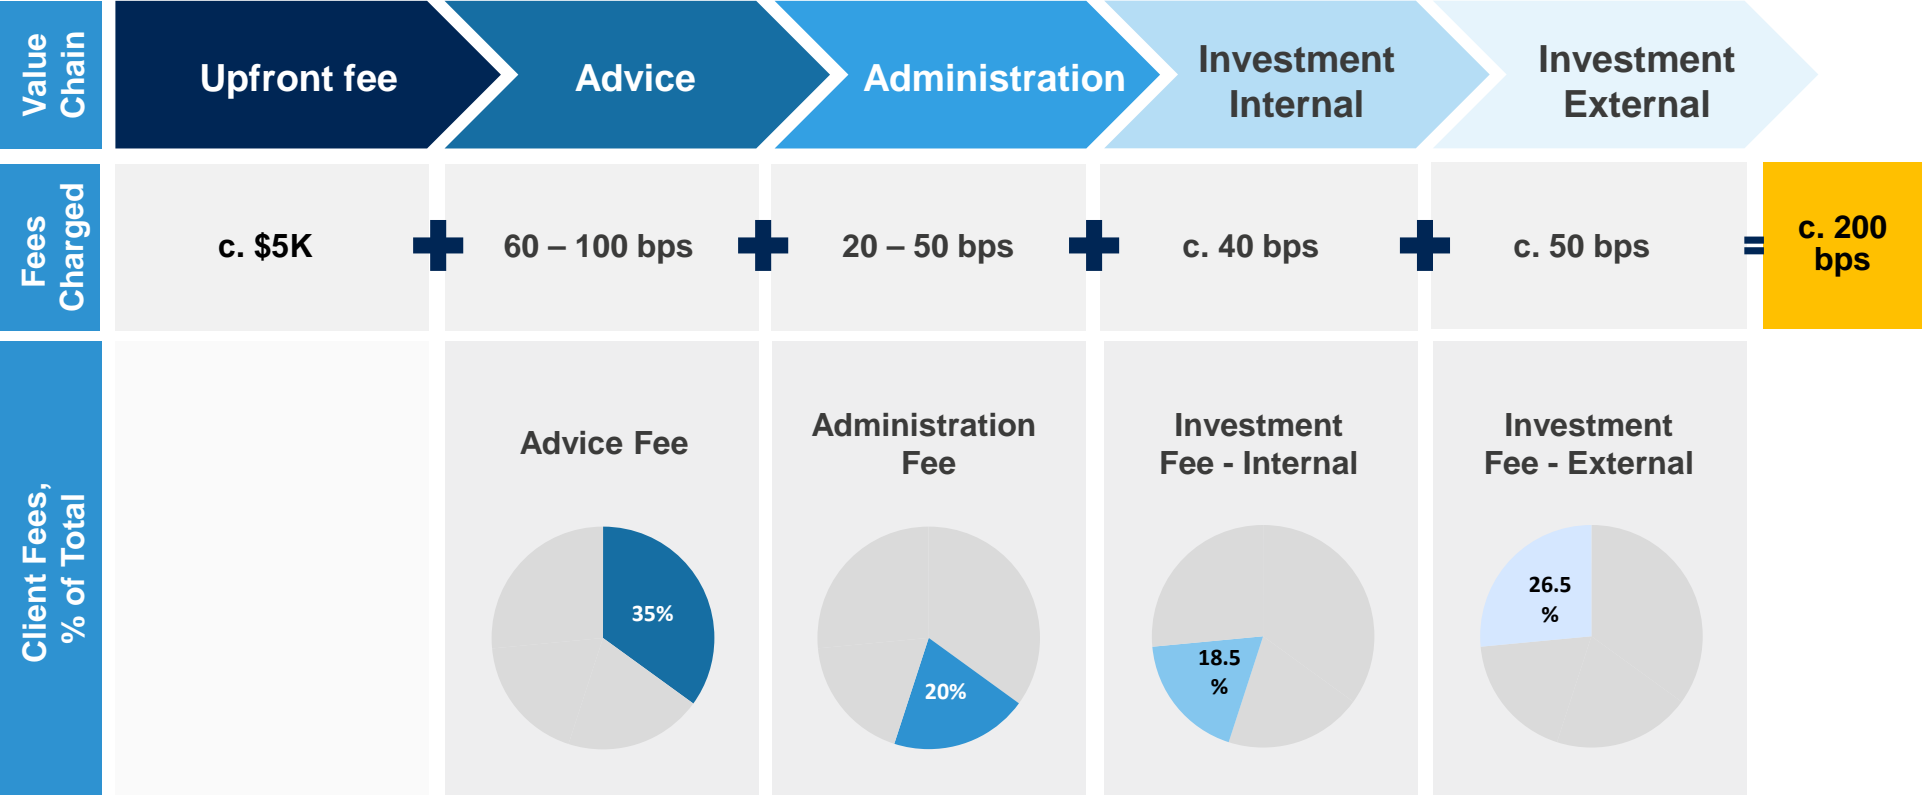 Value
Chain
Upfront fee
Advice
Administration
Investment
Internal
Investment
External
Fees
Charged
c. $5K
60 – 100 bps
20 – 50 bps
c. 40 bps
c. 50 bps
=
c. 200
bps
Client Fees,
% of Total
Advice Fee
35%
Administration
Fee
20%
Investment
Fee - Internal
18.5
%
Investment
Fee - External
26.5
%